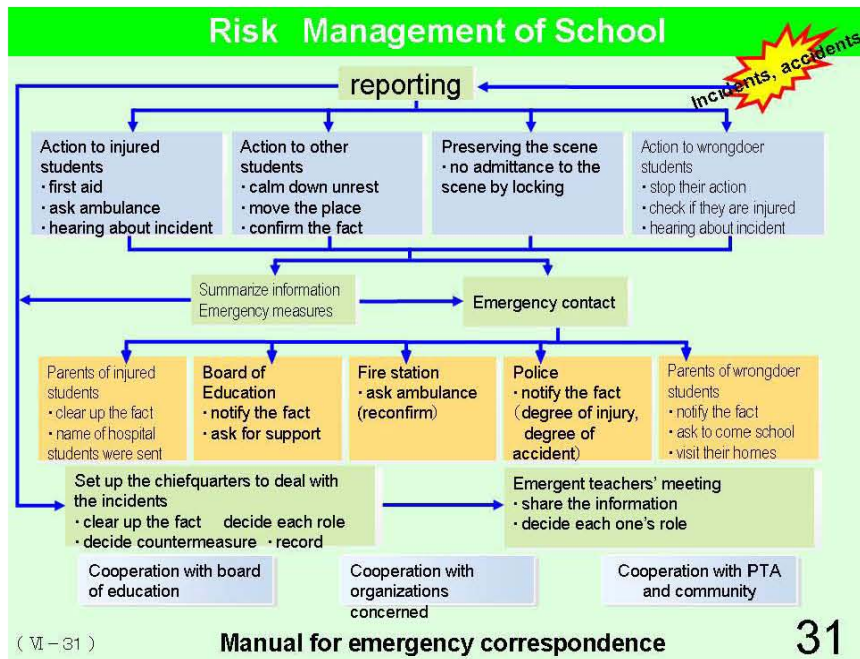 Risk Management of School
Incidents, accidents
reporting
Action to injured
students
・first aid
・ask ambulance
・hearing about incident
Action to other
students
・calm down unrest
・move the place
・confirm the fact
Preserving the scene
・no admittance to the
scene by locking
Action to wrongdoer
students
・stop their action
・check if they are injured
・hearing about incident
Summarize information
Emergency measures
Emergency contact
Parents of injured
students
・clear up the fact
・name of hospital
students were sent
Board of
Education
・notify the fact
・ask for support
Fire station
・ask ambulance
(reconfirm)
Police
・notify the fact
(degree of injury,
degree of
accident)
Parents of wrongdoer
students
・notify the fact
・ask to come school
・visit their homes
Set up the chiefquarters to deal with
the incidents
・clear up the fact decide each role
・decide countermeasure ・record
Emergent teachers' meeting
・share the information
・decide each one's role
Cooperation with board
of education
Cooperation with
organizations
concerned
Cooperation with PTA
and community
(Ⅵ-31)
Manual for emergency correspondence
31